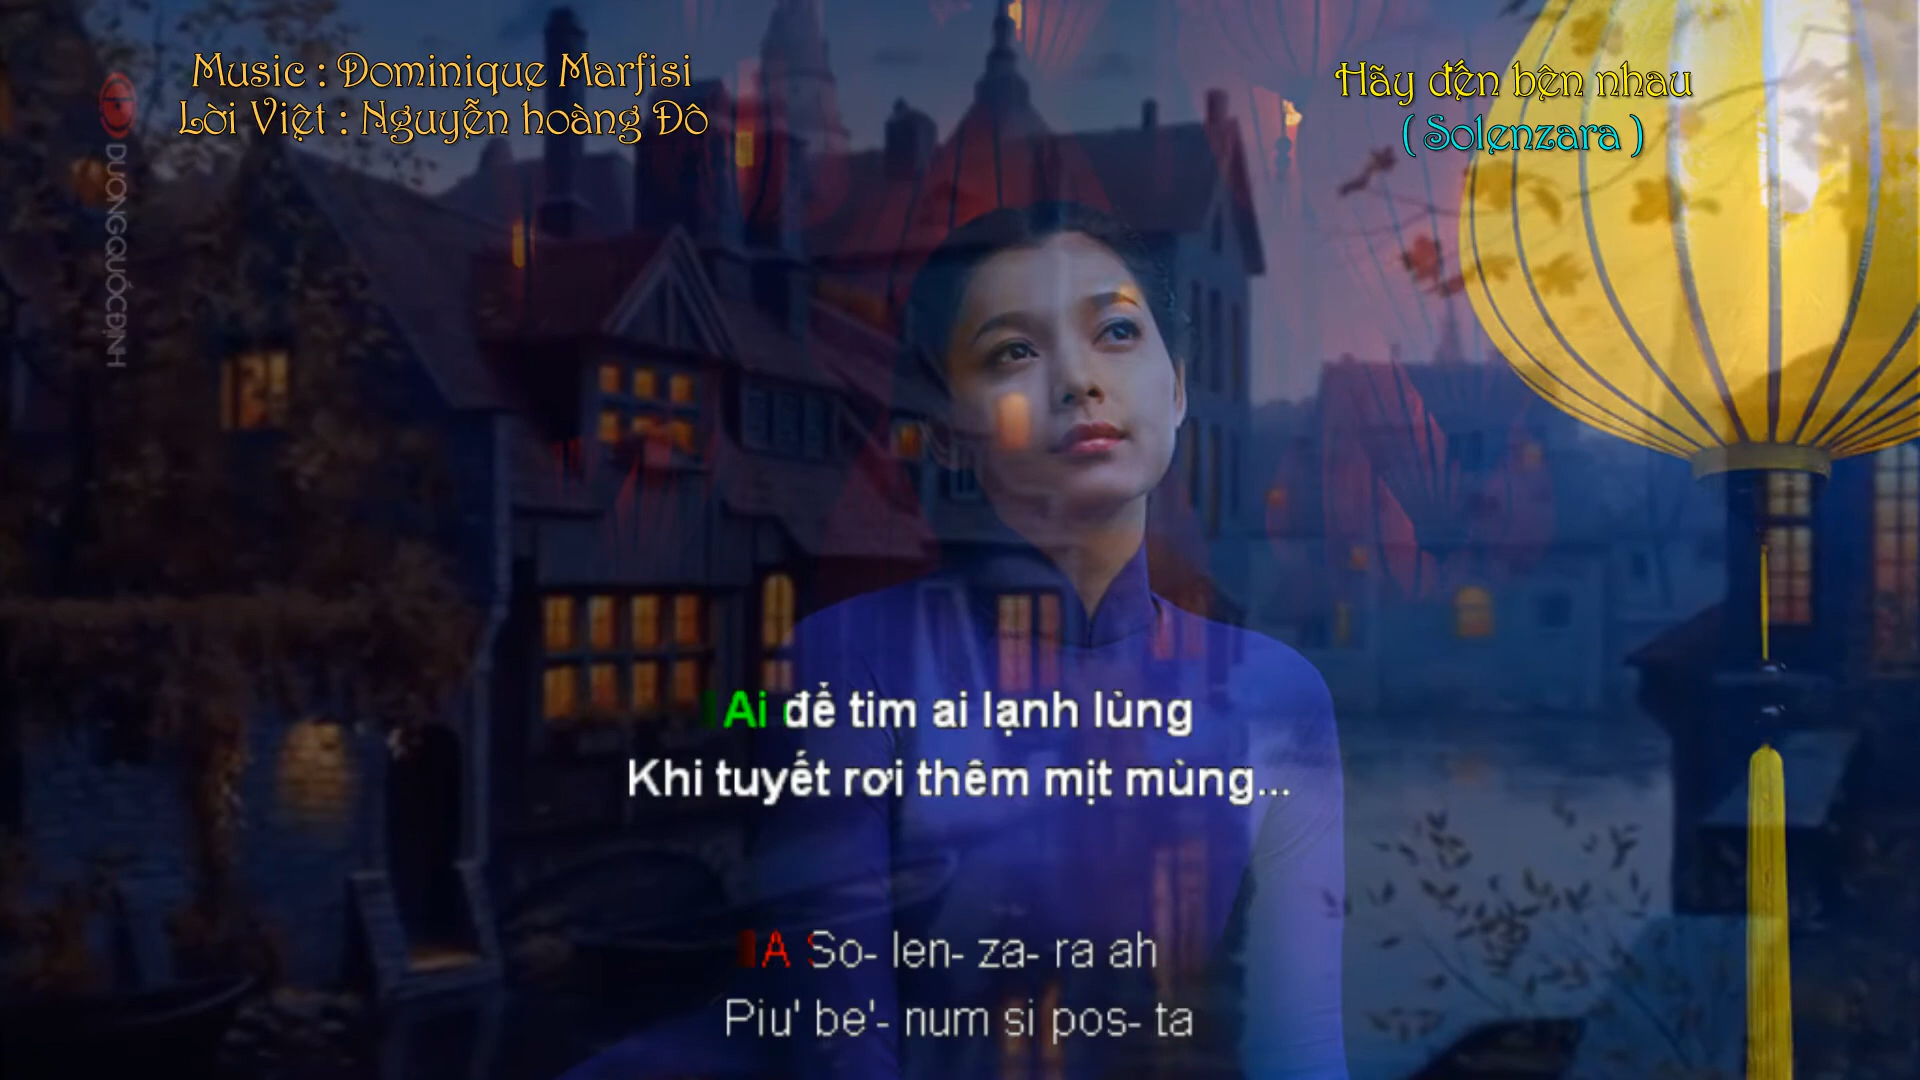 Music : Dominique Marfisi
Lời Việt : Nguyễn hoàng Đô
Hãy đến bên nhau
( Solenzara )
DUONGQUỐCĐỊNH
Ai để tim ai lạnh lùng
Khi tuyết rơi thêm mịt mùng...
A So- len- za- ra ah
Piu' be'- num si pos- ta